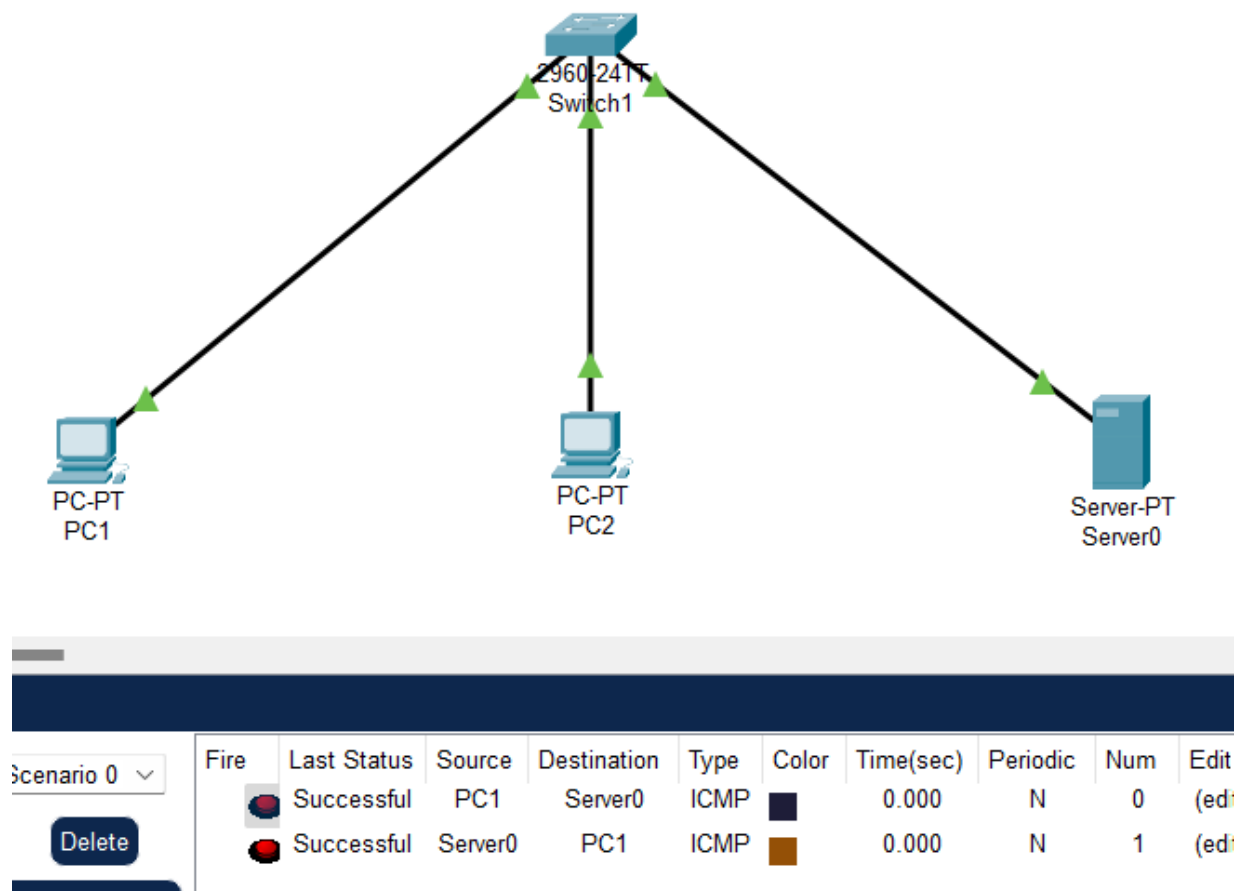 2960-24TT
Switch1
PC-PT
PC1
PC-PT
PC2
Server-PT
Server0
Scenario 0
Delete
Fire Last Status Source Destination Type Color Time(sec) Periodic Num Edit
Successful PC1 Server0 ICMP 0.000 N 0 (edit
Successful Server0 PC1 ICMP 0.000 N 1 (edit